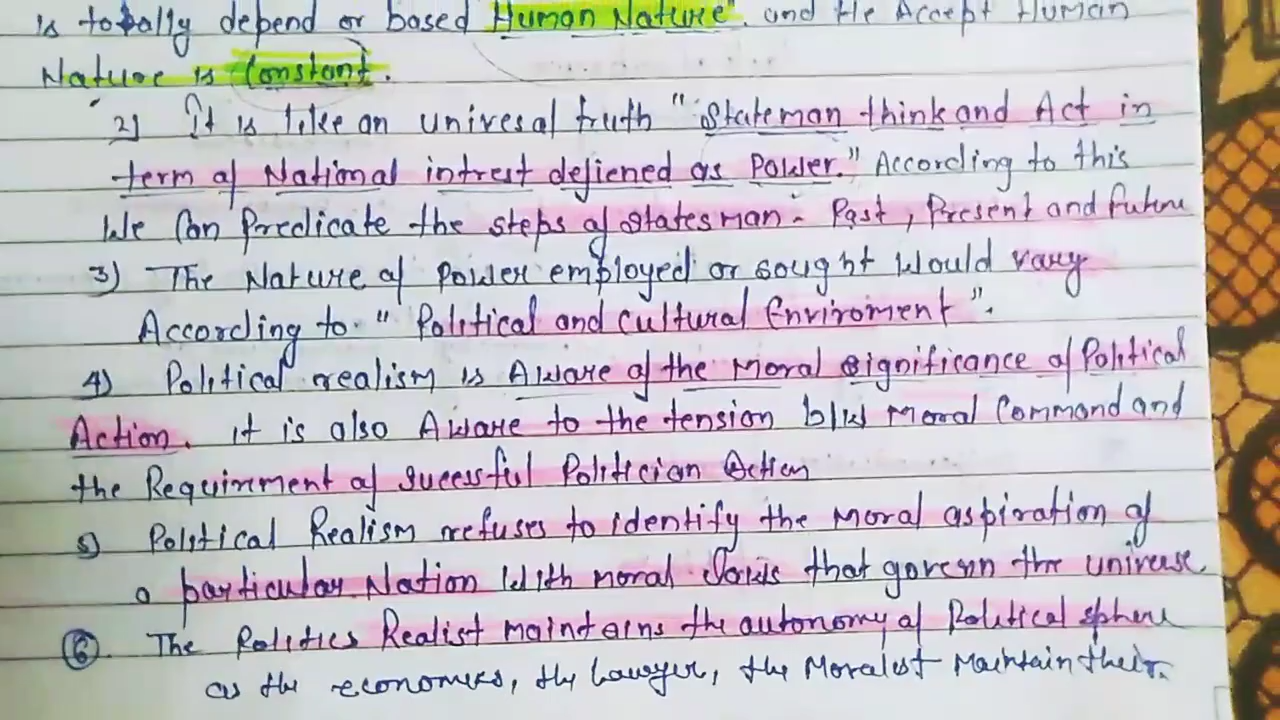 is totally depend or based Human Nature". and He Accept Human
Nature is Constant.
2) It is like an univesal truth "Stateman think and Act in
term of National intrest defiened as Power." According to this
We Can Predicate the steps of statesman - Past, Present and future
3) The Nature of Power employed or sought Would vary
According to "Political and cultural Enviroment".
4) Political realism is Aware of the Moral significance of Political
Action. it is also Aware to the tension b/w Moral Command and
the Requirment of sucessful Politician Action
5) Political Realism refuses to identify the Moral aspiration of
a particular Nation With moral that govern the universe
6. The Politics Realist maintains the autonomy of Political sphere
as the economics, the Lawyer, the Moralist Maintain their.